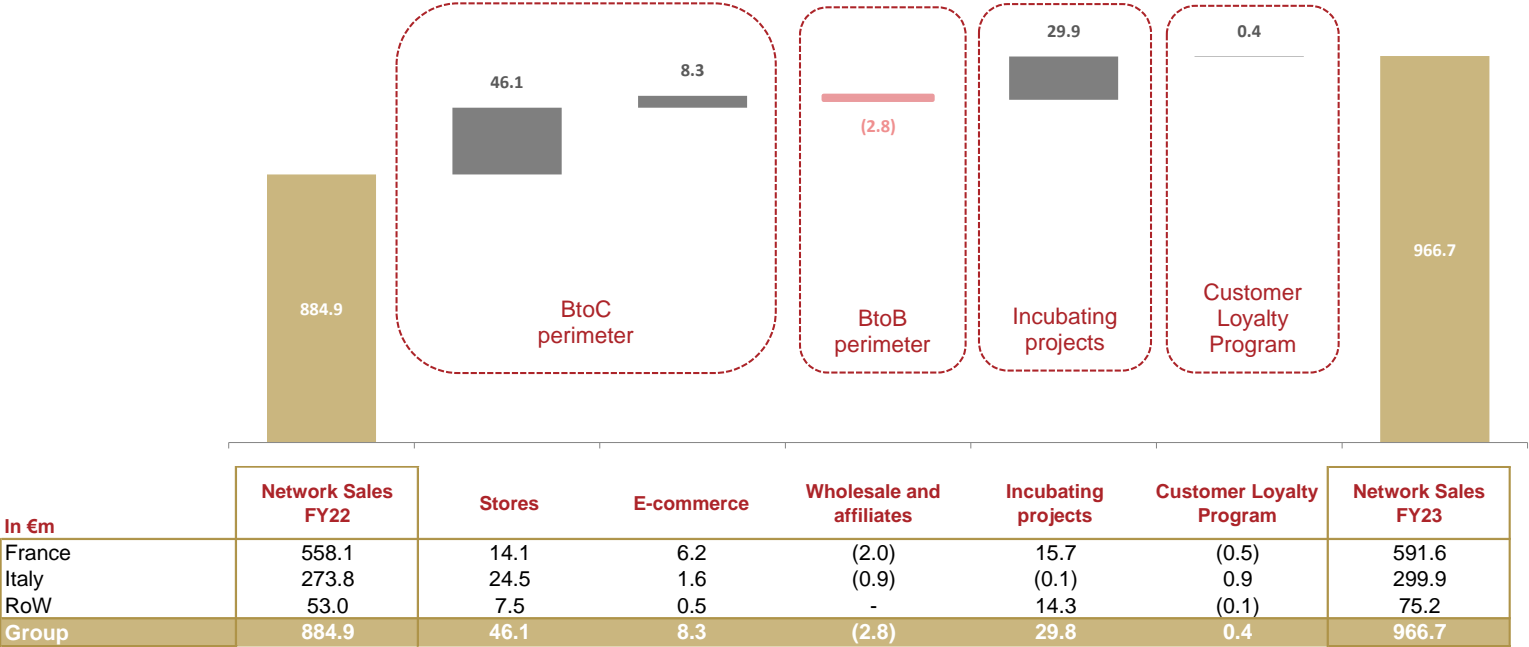 46.1
8.3
(2.8)
29.9
0.4
884.9
966.7
BtoC
perimeter
BtoB
perimeter
Incubating
projects
Customer
Loyalty
Program
In €m
Network Sales
FY22
Stores
E-commerce
Wholesale and
affiliates
Incubating
projects
Customer Loyalty
Program
Network Sales
FY23
France 558.1 14.1 6.2 (2.0) 15.7 (0.5) 591.6
Italy 273.8 24.5 1.6 (0.9) (0.1) 0.9 299.9
RoW 53.0 7.5 0.5 - 14.3 (0.1) 75.2
Group 884.9 46.1 8.3 (2.8) 29.8 0.4 966.7